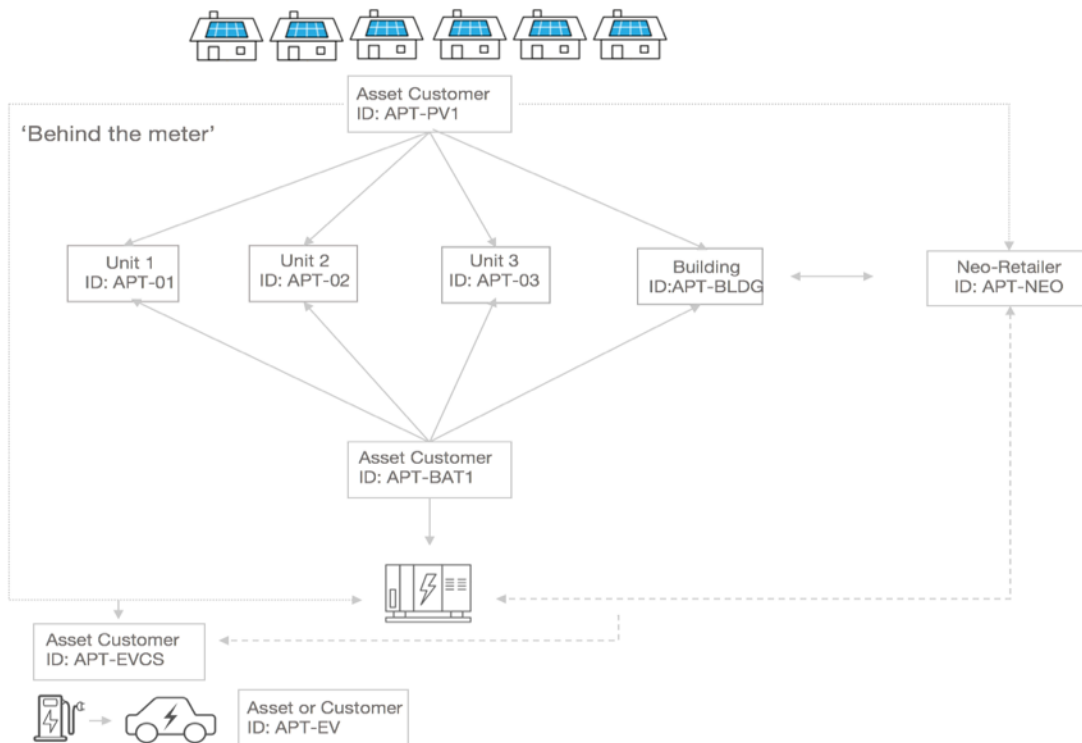 Asset Customer
ID: APT-PV1
‘Behind the meter’
Unit 1
ID: APT-01
Unit 2
ID: APT-02
Unit 3
ID: APT-03
Building
ID:APT-BLDG
Neo-Retailer
ID: APT-NEO
Asset Customer
ID: APT-BAT1
Asset Customer
ID: APT-EVCS
Asset or Customer
ID: APT-EV